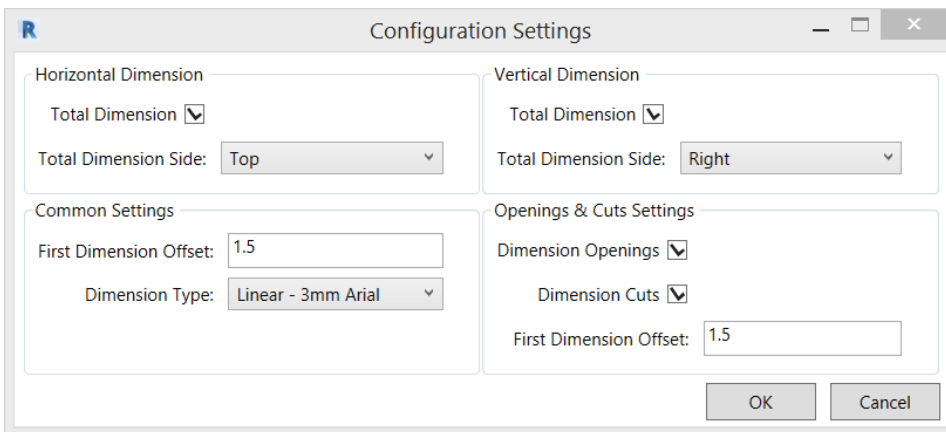 R
Configuration Settings
Horizontal Dimension
Total Dimension
Total Dimension Side: Top
Vertical Dimension
Total Dimension
Total Dimension Side: Right
Common Settings
First Dimension Offset: 1.5
Dimension Type: Linear - 3mm Arial
Openings & Cuts Settings
Dimension Openings
Dimension Cuts
First Dimension Offset: 1.5
OK
Cancel